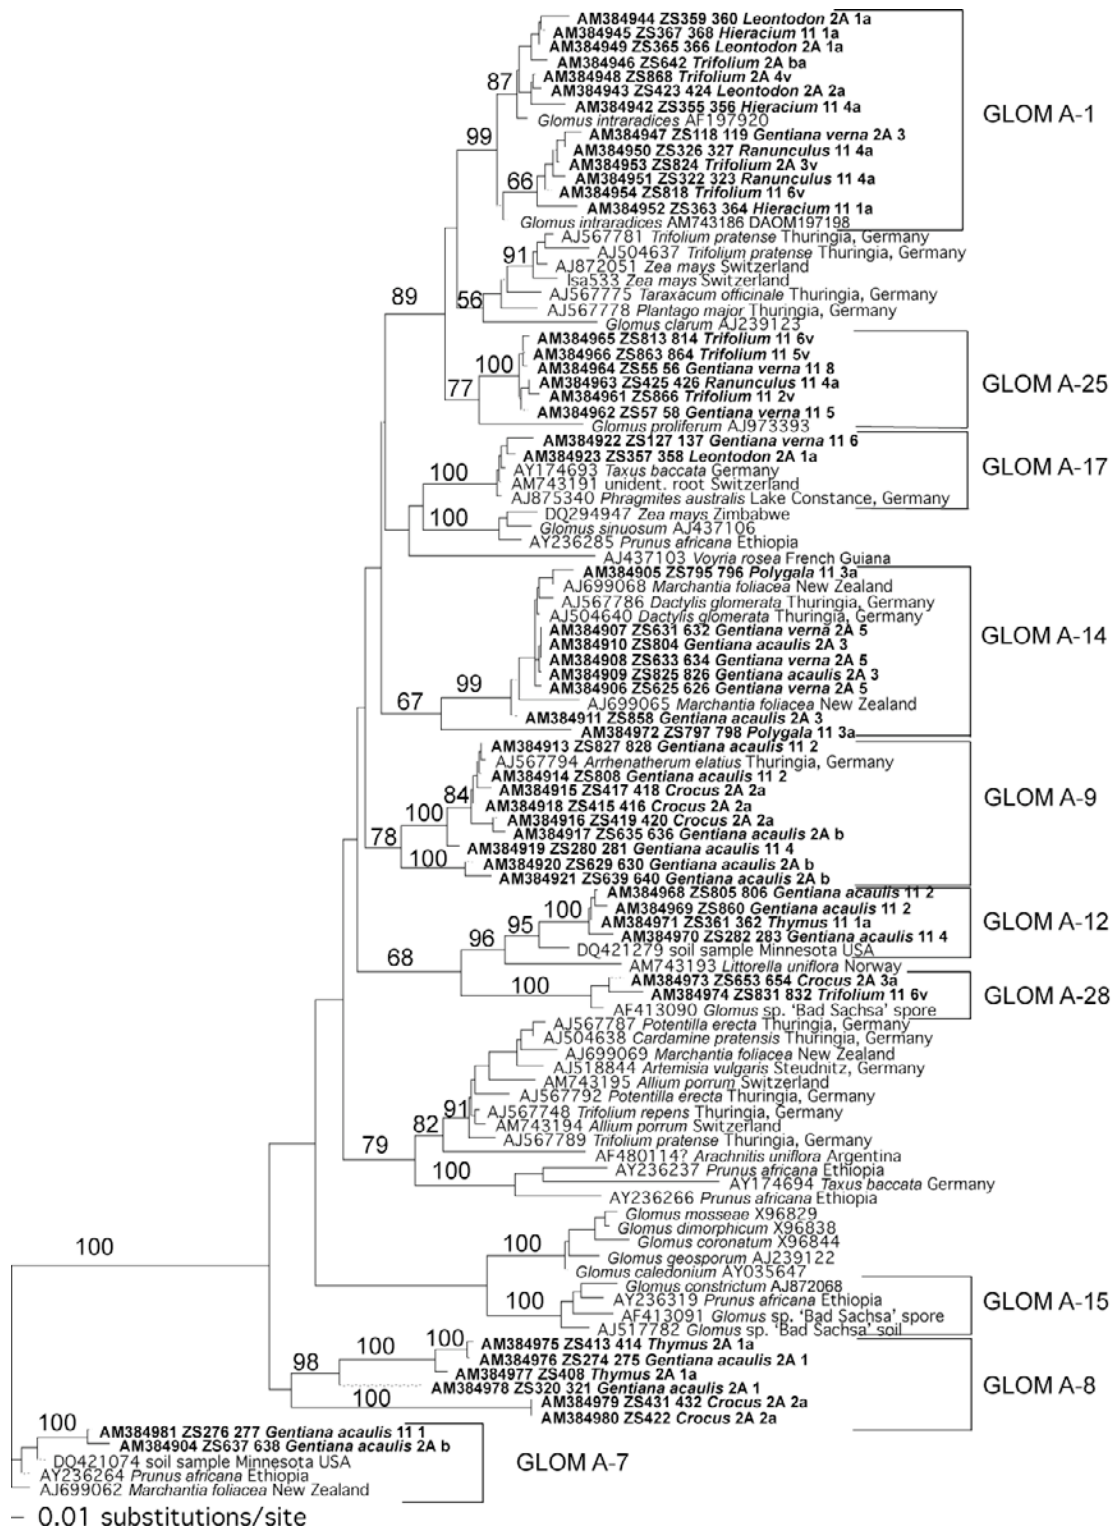 AM384944 ZS359 360 Leontodon 2A 1a
AM384945 ZS367 368 Hieracium 11 1a
AM384949 ZS365 366 Leontodon 2A 1a
AM384946 ZS642 Trifolium 2A ba
87
AM384948 ZS868 Trifolium 2A 4v
AM384943 ZS423 424 Leontodon 2A 2a
AM384942 ZS355 356 Hieracium 11 4a
GLOM A-1
Glomus intraradices AF197920
99
AM384947 ZS118 119 Gentiana verna 2A 3
AM384950 ZS326 327 Ranunculus 11 4a
AM384953 ZS824 Trifolium 2A 3v
66
AM384951 ZS322 323 Ranunculus 11 4a
AM384954 ZS818 Trifolium 11 6v
AM384952 ZS363 364 Hieracium 11 1a
Glomus intraradices AM743186 DAOM197198
AJ567781 Trifolium pratense Thuringia, Germany
91
AJ504637 Trifolium pratense Thuringia, Germany
AJ872051 Zea mays Switzerland
Isa533 Zea mays Switzerland
89
56
AJ567775 Taraxacum officinale Thuringia, Germany
AJ567778 Plantago major Thuringia, Germany
Glomus clarum AJ239123
AM384965 ZS813 814 Trifolium 11 6v
AM384966 ZS863 864 Trifolium 11 5v
100
AM384964 ZS55 56 Gentiana verna 11 8
GLOM A-25
77
AM384963 ZS425 426 Ranunculus 11 4a
AM384961 ZS866 Trifolium 11 2v
AM384962 ZS57 58 Gentiana verna 11 5
Glomus proliferum AJ973393
AM384922 ZS127 137 Gentiana verna 11 6
AM384923 ZS357 358 Leontodon 2A 1a
100
AY174693 Taxus baccata Germany
GLOM A-17
AM743191 unident. root Switzerland
AJ875340 Phragmites australis Lake Constance, Germany
100
DQ294947 Zea mays Zimbabwe
Glomus sinuosum AJ437106
AY236285 Prunus africana Ethiopia
AJ437103 Voyria rosea French Guiana
AM384905 ZS795 796 Polygala 11 3a
AJ699068 Marchantia foliacea New Zealand
AJ567786 Dactylis glomerata Thuringia, Germany
AJ504640 Dactylis glomerata Thuringia, Germany
AM384907 ZS631 632 Gentiana verna 2A 5
GLOM A-14
AM384910 ZS804 Gentiana acaulis 2A 3
AM384908 ZS633 634 Gentiana verna 2A 5
AM384909 ZS825 826 Gentiana acaulis 2A 3
99
AM384906 ZS625 626 Gentiana verna 2A 5
67
AJ699065 Marchantia foliacea New Zealand
AM384911 ZS858 Gentiana acaulis 2A 3
AM384972 ZS797 798 Polygala 11 3a
AM384913 ZS827 828 Gentiana acaulis 11 2
AJ567794 Arrhenatherum elatius Thuringia, Germany
AM384914 ZS808 Gentiana acaulis 11 2
84
AM384915 ZS417 418 Crocus 2A 2a
GLOM A-9
100
AM384918 ZS415 416 Crocus 2A 2a
AM384916 ZS419 420 Crocus 2A 2a
78
AM384917 ZS635 636 Gentiana acaulis 2A b
AM384919 ZS280 281 Gentiana acaulis 11 4
100
AM384920 ZS629 630 Gentiana acaulis 2A b
AM384921 ZS639 640 Gentiana acaulis 2A b
AM384968 ZS805 806 Gentiana acaulis 11 2
100
AM384969 ZS860 Gentiana acaulis 11 2
95
AM384971 ZS361 362 Thymus 11 1a
GLOM A-12
96
AM384970 ZS282 283 Gentiana acaulis 11 4
68
DQ421279 soil sample Minnesota USA
AM743193 Littorella uniflora Norway
100
AM384973 ZS653 654 Crocus 2A 3a
AM384974 ZS831 832 Trifolium 11 6v
GLOM A-28
AF413090 Glomus sp. 'Bad Sachsa' spore
AJ567787 Potentilla erecta Thuringia, Germany
AJ504638 Cardamine pratensis Thuringia, Germany
AJ699069 Marchantia foliacea New Zealand
AJ518844 Artemisia vulgaris Steudnitz, Germany
AM743195 Allium porrum Switzerland
AJ567792 Potentilla erecta Thuringia, Germany
91
AJ567748 Trifolium repens Thuringia, Germany
82
AM743194 Allium porrum Switzerland
79
AJ567789 Trifolium pratense Thuringia, Germany
AF480114? Arachnitis uniflora Argentina
100
AY236237 Prunus africana Ethiopia
AY174694 Taxus baccata Germany
AY236266 Prunus africana Ethiopia
Glomus mosseae X96829
Glomus dimorphicum X96838
100
100
Glomus coronatum X96844
Glomus geosporum AJ239122
Glomus caledonium AY035647
Glomus constrictum AJ872068
100
AY236319 Prunus africana Ethiopia
GLOM A-15
AF413091 Glomus sp. 'Bad Sachsa' spore
AJ517782 Glomus sp. 'Bad Sachsa' soil
100
AM384975 ZS413 414 Thymus 2A 1a
100
AM384976 ZS274 275 Gentiana acaulis 2A 1
98
AM384977 ZS408 Thymus 2A 1a
GLOM A-8
AM384978 ZS320 321 Gentiana acaulis 2A 1
100
AM384979 ZS431 432 Crocus 2A 2a
AM384980 ZS422 Crocus 2A 2a
100
AM384981 ZS276 277 Gentiana acaulis 11 1
AM384904 ZS637 638 Gentiana acaulis 2A b
DQ421074 soil sample Minnesota USA
GLOM A-7
AY236264 Prunus africana Ethiopia
AJ699062 Marchantia foliacea New Zealand
– 0.01 substitutions/site